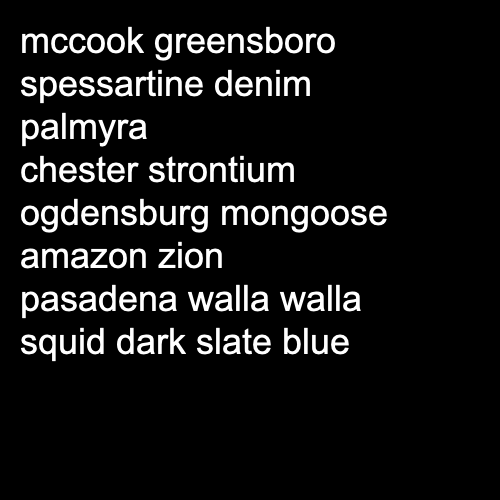 mccook greensboro
spessartine denim
palmyra
chester strontium
ogdensburg mongoose
amazon zion
pasadena walla walla
squid dark slate blue